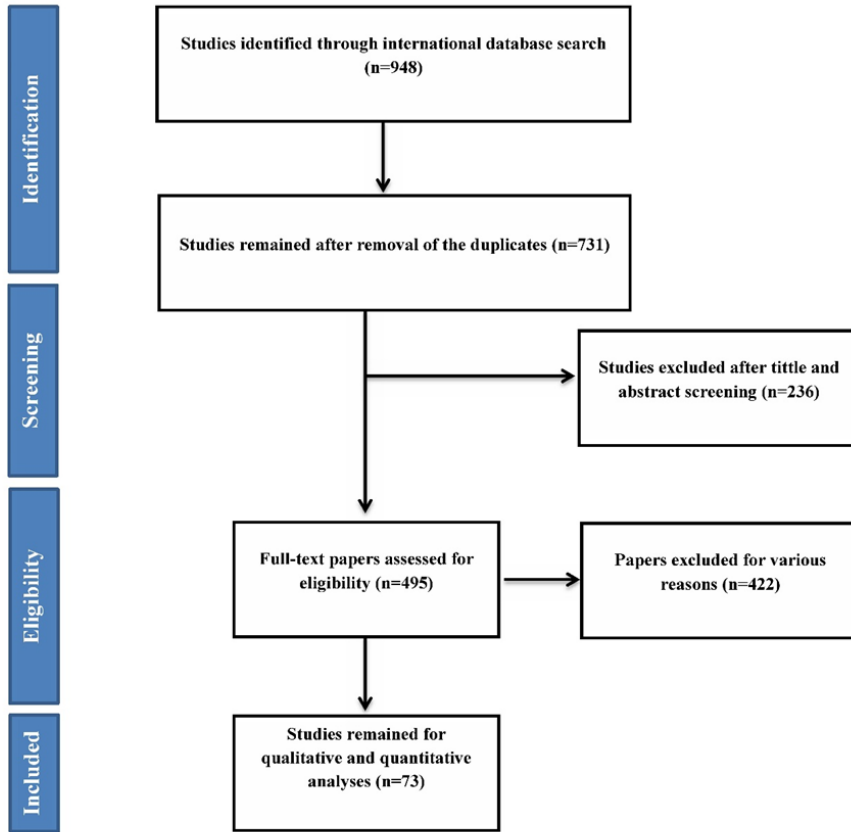 Identification
Studies identified through international database search
(n=948)
Studies remained after removal of the duplicates (n=731)
Screening
Studies excluded after tittle and
abstract screening (n=236)
Eligibility
Full-text papers assessed for
eligibility (n=495)
Papers excluded for various
reasons (n=422)
Included
Studies remained for
qualitative and quantitative
analyses (n=73)